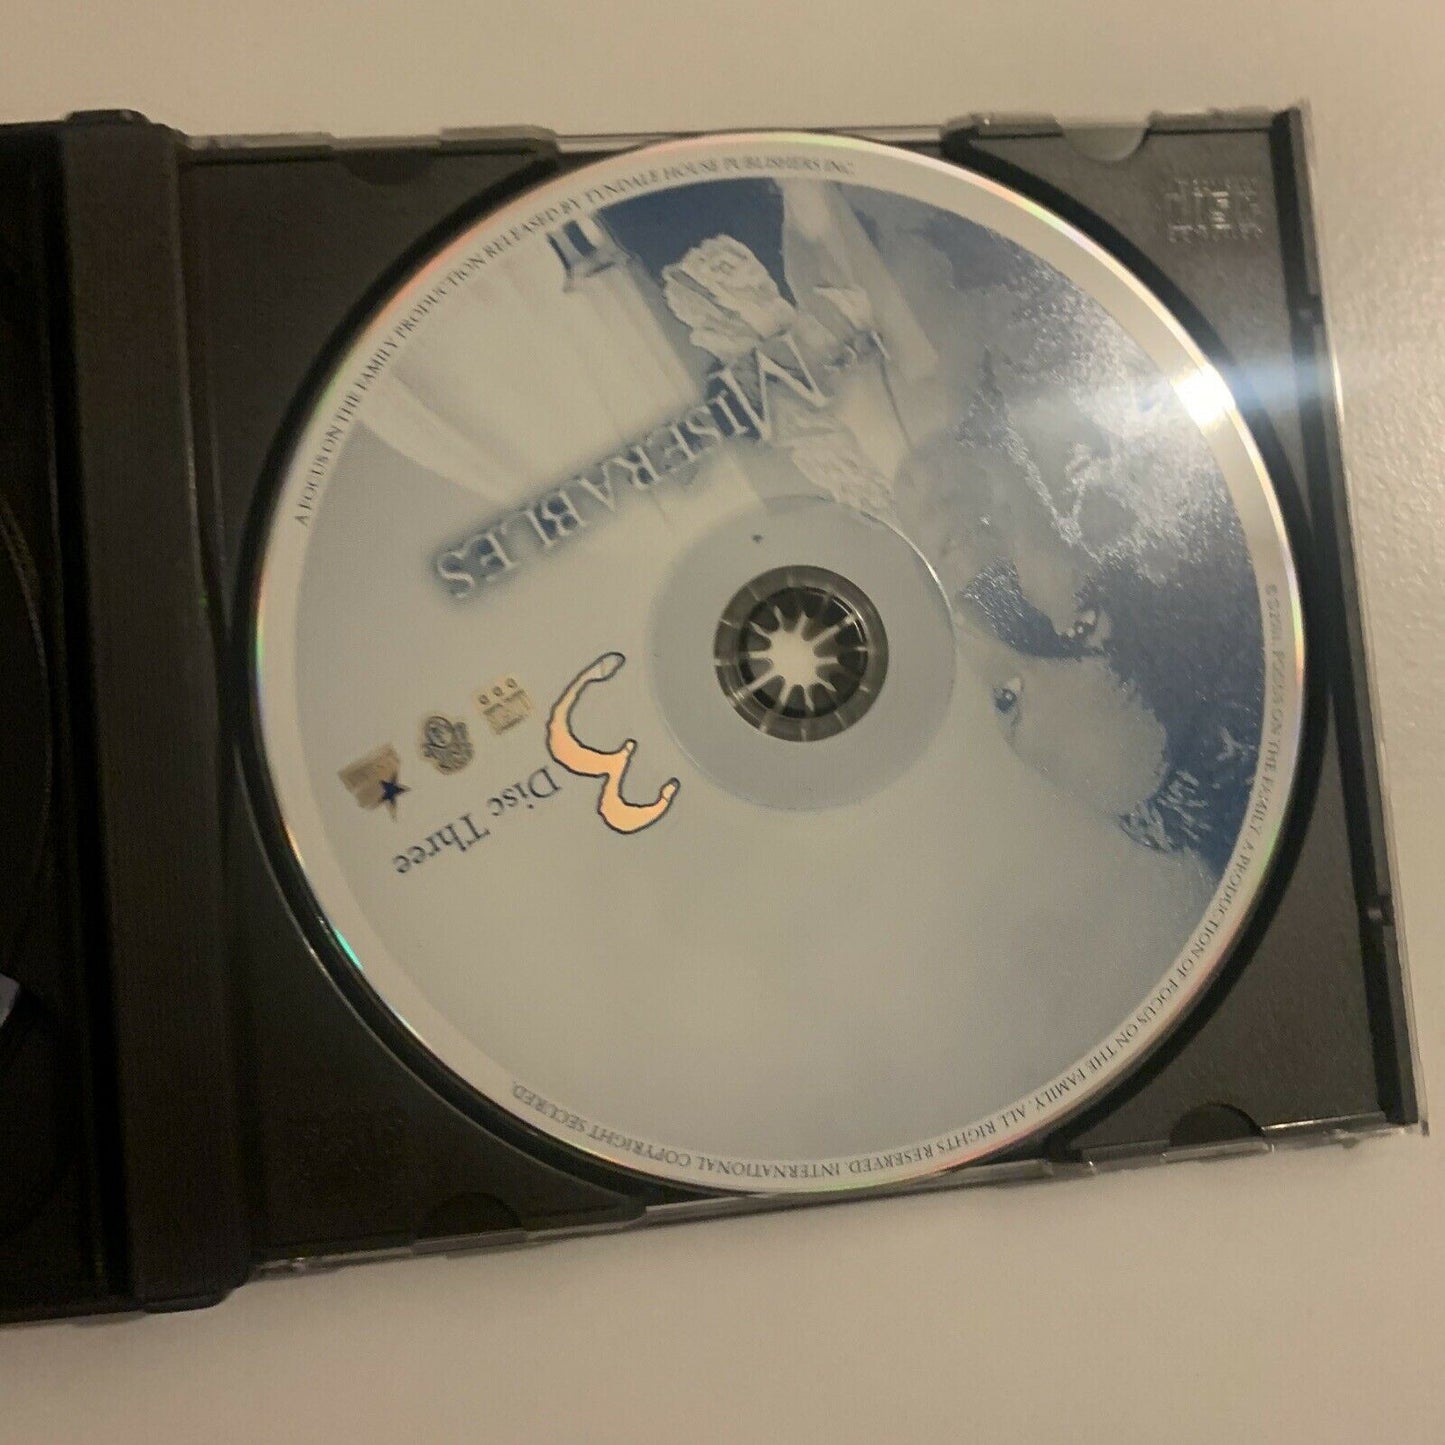 Les
MISÉRABLES
3
Disc Three
A FOCUS ON THE FAMILY PRODUCTION RELEASED BY TYNDALE HOUSE PUBLISHERS INC.
FOCUS ON THE FAMILY. A PRODUCTION OF FOCUS ON THE FAMILY. ALL RIGHTS RESERVED. INTERNATIONAL COPYRIGHT SECURED.